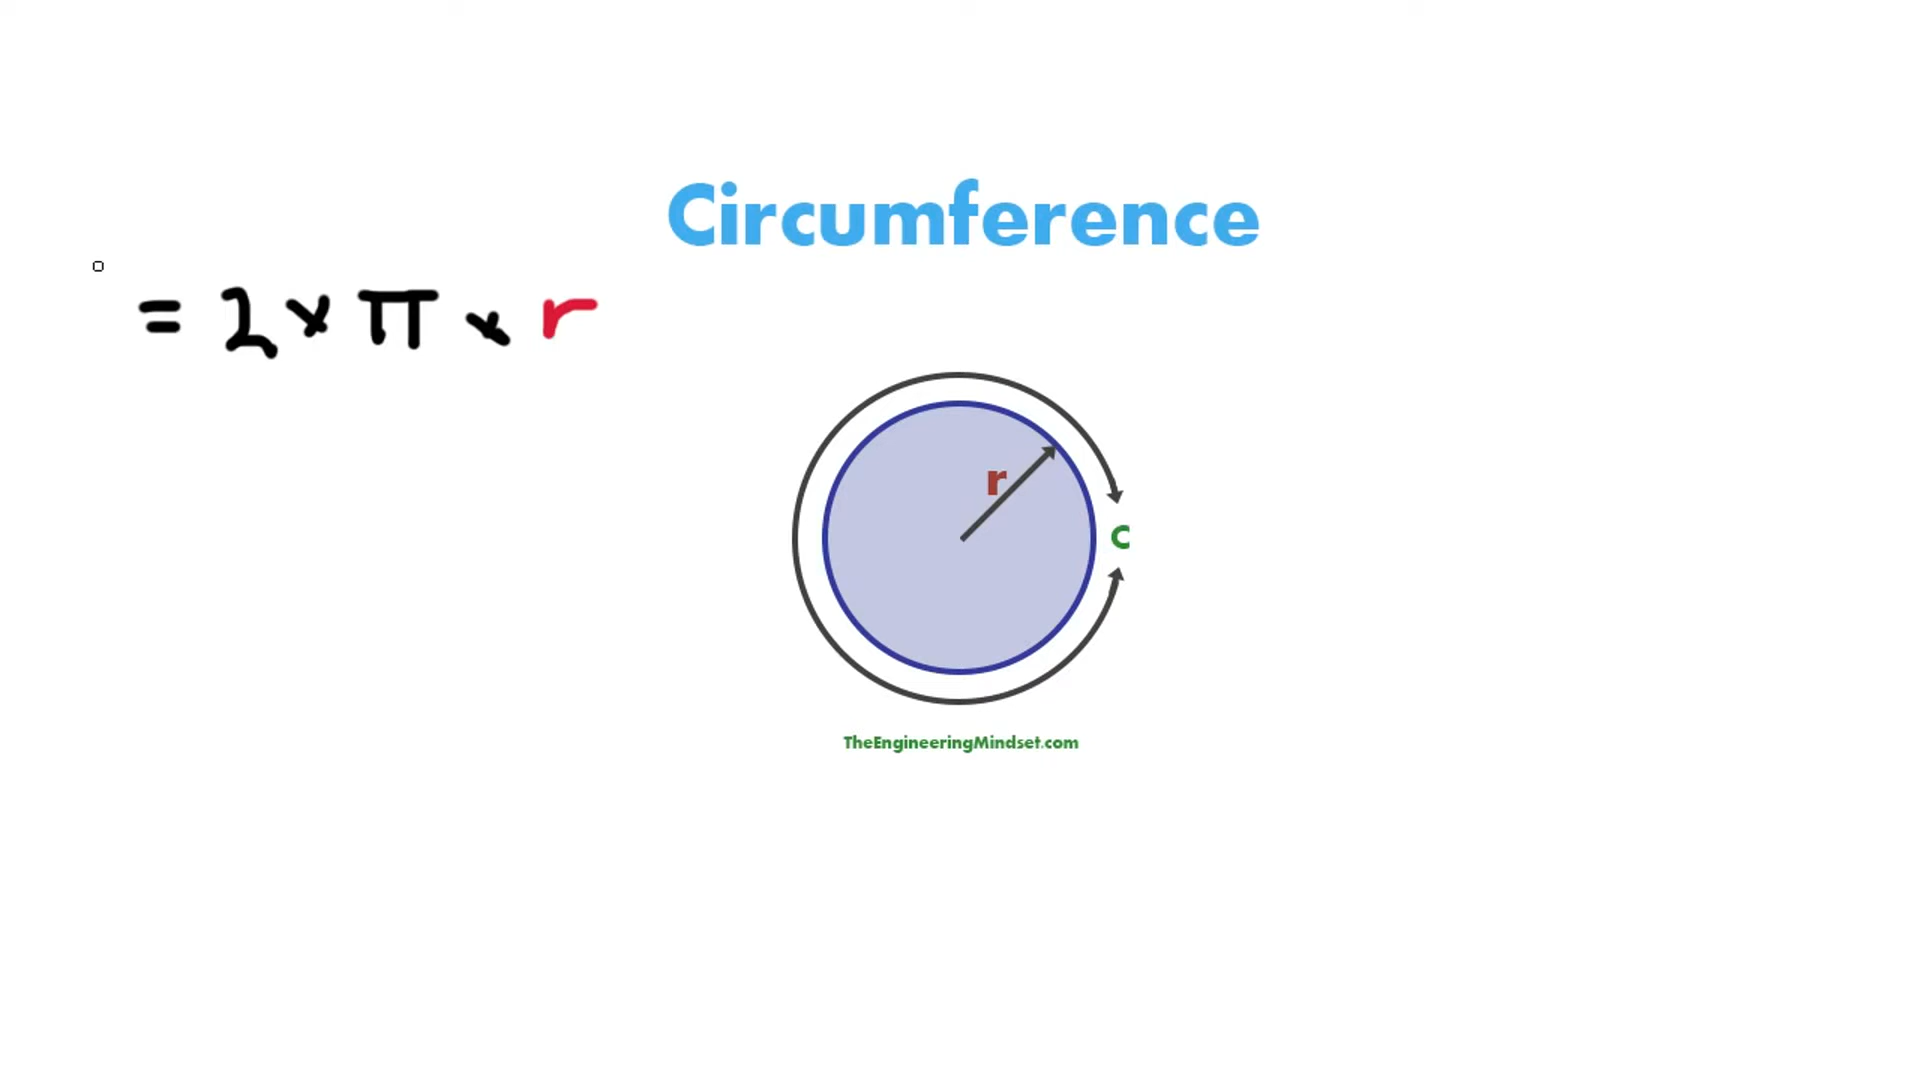 Circumference
= 2 × π × r
r
c
TheEngineeringMindset.com